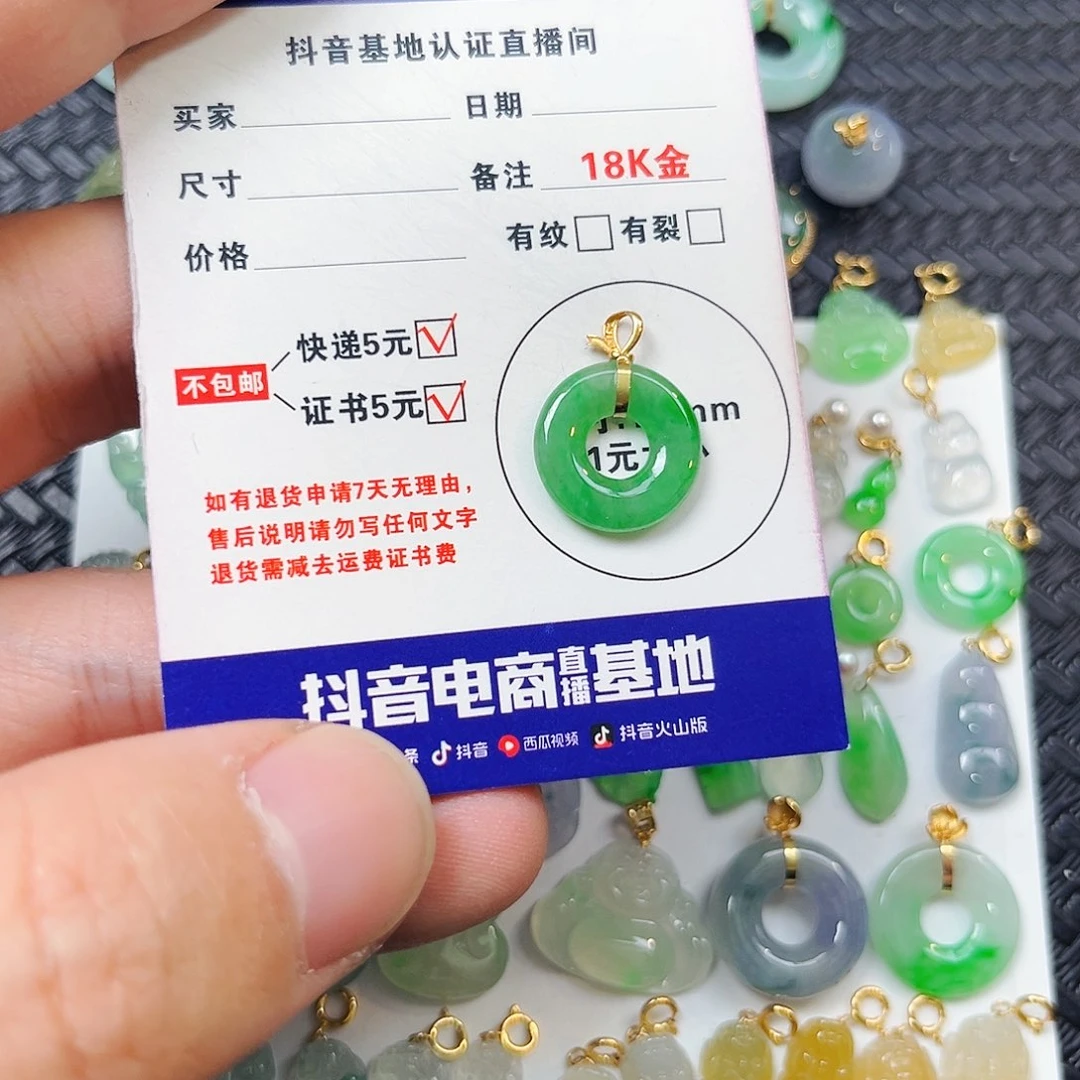 抖音基地认证直播间
买家 日期
尺寸 备注 18K金
价格 有纹 有裂
不包邮
快递5元
证书5元
mm
1元
如有退货申请7天无理由，
售后说明请勿写任何文字
退货需减去运费证书费
抖音电商直播基地
条 抖音 西瓜视频 抖音火山版